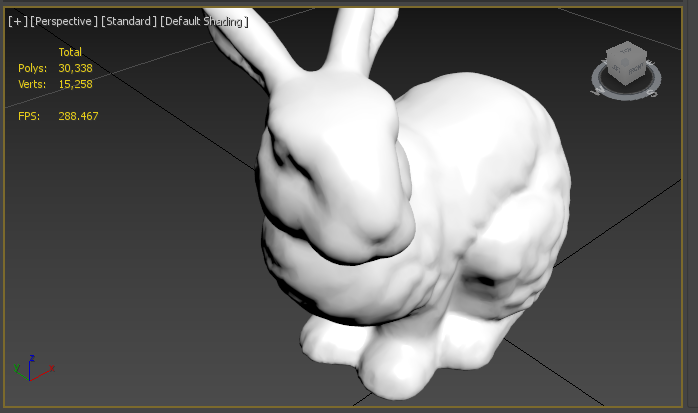 [+] [Perspective] [Standard] [Default Shading]
Total
Polys: 30,338
Verts: 15,258
FPS: 288.467
W
S
z
y
x